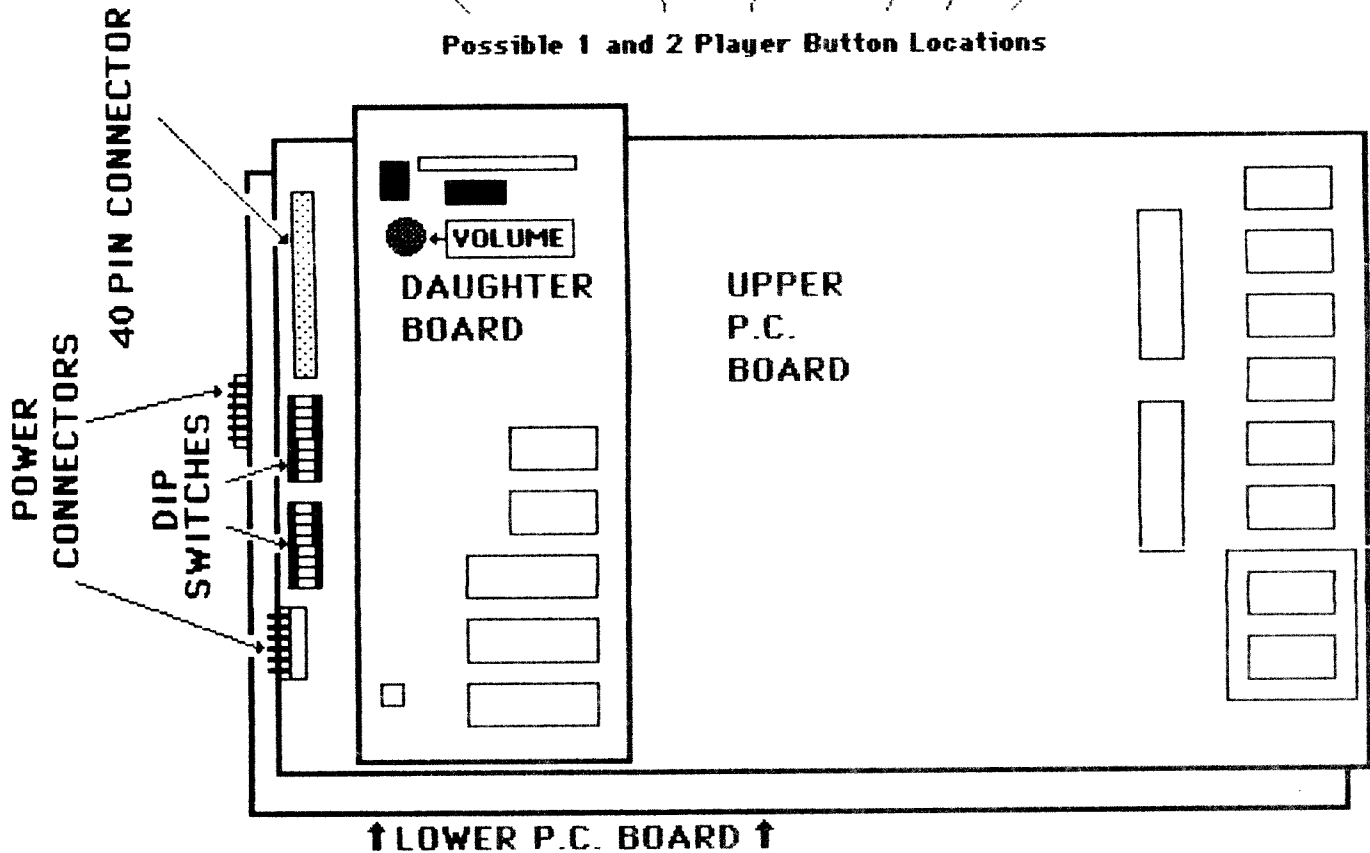 Possible 1 and 2 Player Button Locations
40 PIN CONNECTOR
POWER
CONNECTORS
DIP
SWITCHES
VOLUME
DAUGHTER
BOARD
UPPER
P.C.
BOARD
↑ LOWER P.C. BOARD ↑